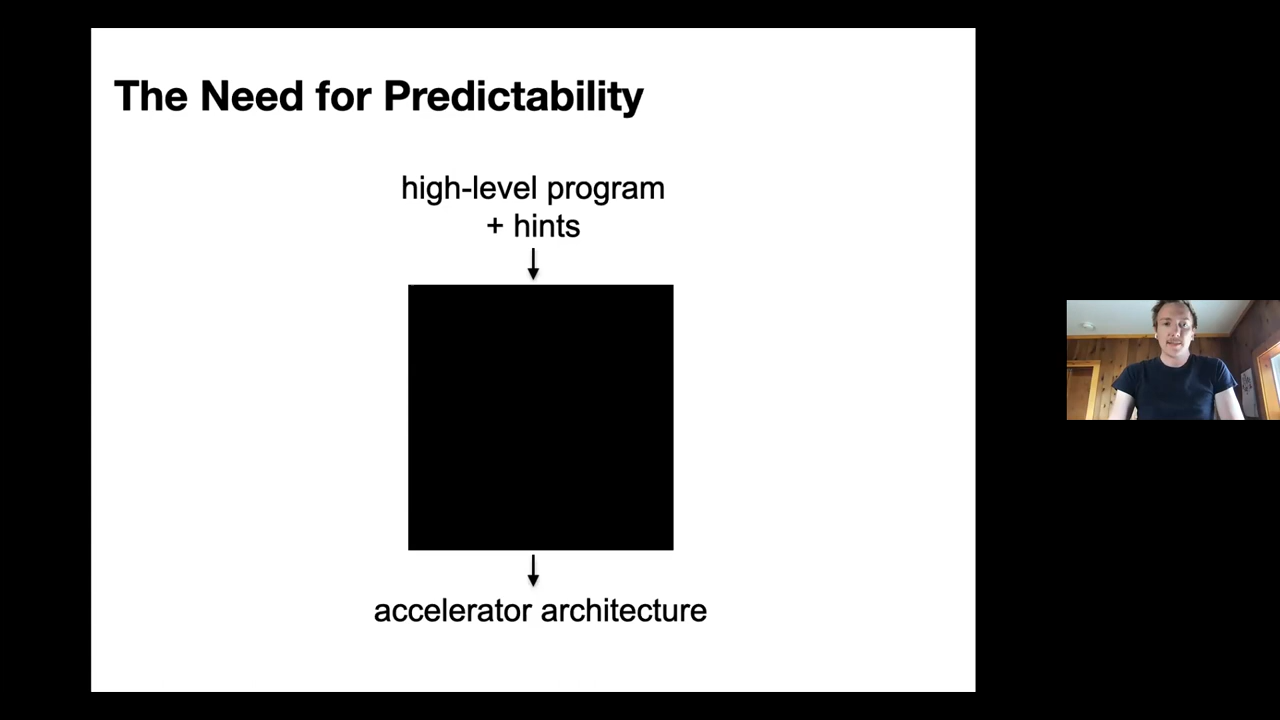 The Need for Predictability
high-level program
+ hints
accelerator architecture